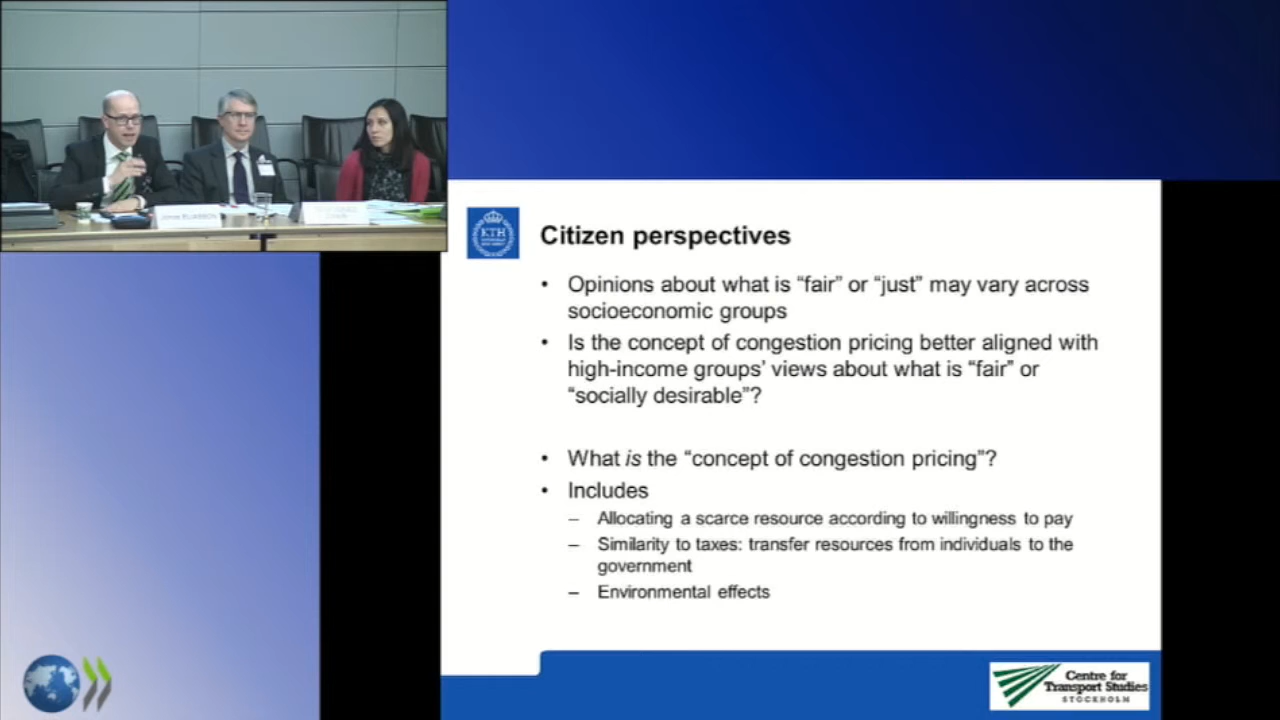 KTH
Citizen perspectives
• Opinions about what is “fair” or “just” may vary across
socioeconomic groups
• Is the concept of congestion pricing better aligned with
high-income groups’ views about what is “fair” or
“socially desirable”?
• What is the “concept of congestion pricing”?
• Includes
– Allocating a scarce resource according to willingness to pay
– Similarity to taxes: transfer resources from individuals to the
government
– Environmental effects
Centre for
Transport Studies
STOCKHOLM